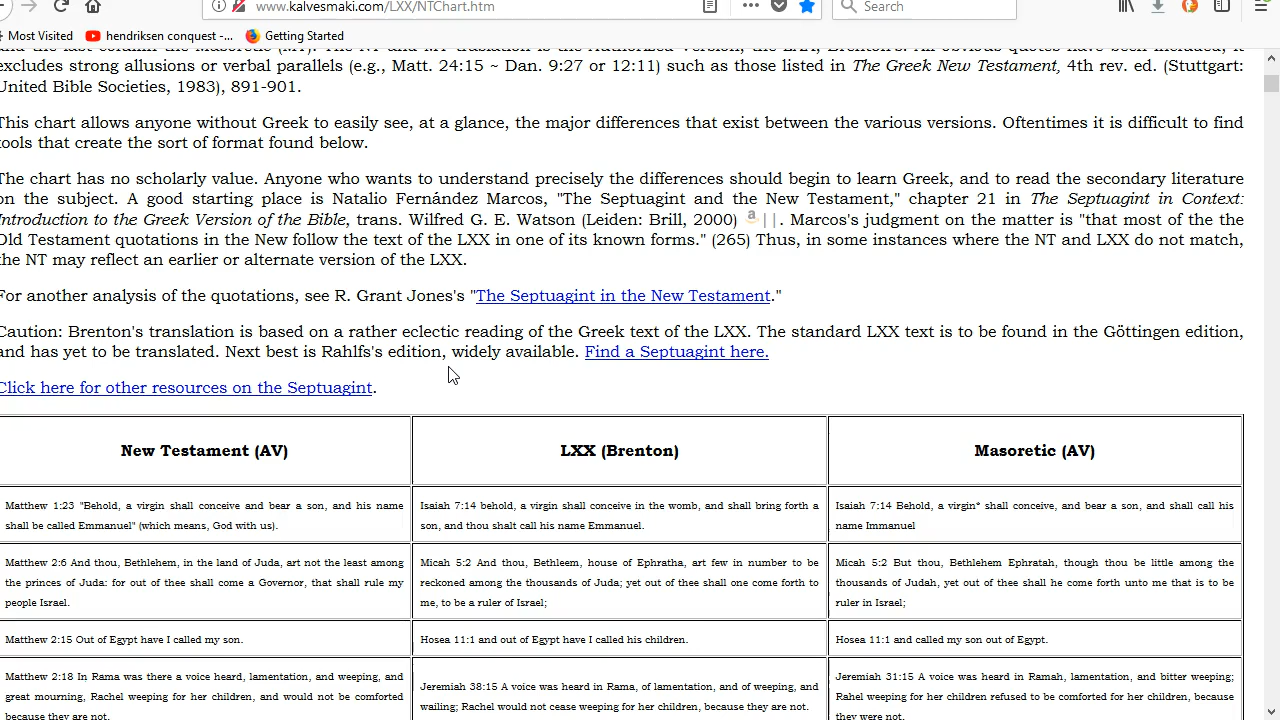 www.kalvesmaki.com/LXX/NTChart.htm
Search
Most Visited
hendriksen conquest -...
Getting Started
excludes strong allusions or verbal parallels (e.g., Matt. 24:15 ~ Dan. 9:27 or 12:11) such as those listed in The Greek New Testament, 4th rev. ed. (Stuttgart:
United Bible Societies, 1983), 891-901.
This chart allows anyone without Greek to easily see, at a glance, the major differences that exist between the various versions. Oftentimes it is difficult to find
tools that create the sort of format found below.
The chart has no scholarly value. Anyone who wants to understand precisely the differences should begin to learn Greek, and to read the secondary literature
on the subject. A good starting place is Natalio Fernández Marcos, "The Septuagint and the New Testament," chapter 21 in The Septuagint in Context:
Introduction to the Greek Version of the Bible, trans. Wilfred G. E. Watson (Leiden: Brill, 2000) a ||. Marcos's judgment on the matter is "that most of the the
Old Testament quotations in the New follow the text of the LXX in one of its known forms." (265) Thus, in some instances where the NT and LXX do not match,
the NT may reflect an earlier or alternate version of the LXX.
For another analysis of the quotations, see R. Grant Jones's "The Septuagint in the New Testament."
Caution: Brenton's translation is based on a rather eclectic reading of the Greek text of the LXX. The standard LXX text is to be found in the Göttingen edition,
and has yet to be translated. Next best is Rahlfs's edition, widely available. Find a Septuagint here.
Click here for other resources on the Septuagint.
New Testament (AV)
LXX (Brenton)
Masoretic (AV)
Matthew 1:23 "Behold, a virgin shall conceive and bear a son, and his name
shall be called Emmanuel" (which means, God with us).
Isaiah 7:14 behold, a virgin shall conceive in the womb, and shall bring forth a
son, and thou shalt call his name Emmanuel.
Isaiah 7:14 Behold, a virgin* shall conceive, and bear a son, and shall call his
name Immanuel
Matthew 2:6 And thou, Bethlehem, in the land of Juda, art not the least among
the princes of Juda: for out of thee shall come a Governor, that shall rule my
people Israel.
Micah 5:2 And thou, Bethleem, house of Ephratha, art few in number to be
reckoned among the thousands of Juda; yet out of thee shall one come forth to
me, to be a ruler of Israel;
Micah 5:2 But thou, Bethlehem Ephratah, though thou be little among the
thousands of Judah, yet out of thee shall he come forth unto me that is to be
ruler in Israel;
Matthew 2:15 Out of Egypt have I called my son.
Hosea 11:1 and out of Egypt have I called his children.
Hosea 11:1 and called my son out of Egypt.
Matthew 2:18 In Rama was there a voice heard, lamentation, and weeping, and
great mourning, Rachel weeping for her children, and would not be comforted
because they are not.
Jeremiah 38:15 A voice was heard in Rama, of lamentation, and of weeping, and
wailing; Rachel would not cease weeping for her children, because they are not.
Jeremiah 31:15 A voice was heard in Ramah, lamentation, and bitter weeping;
Rahel weeping for her children refused to be comforted for her children, because
they were not.